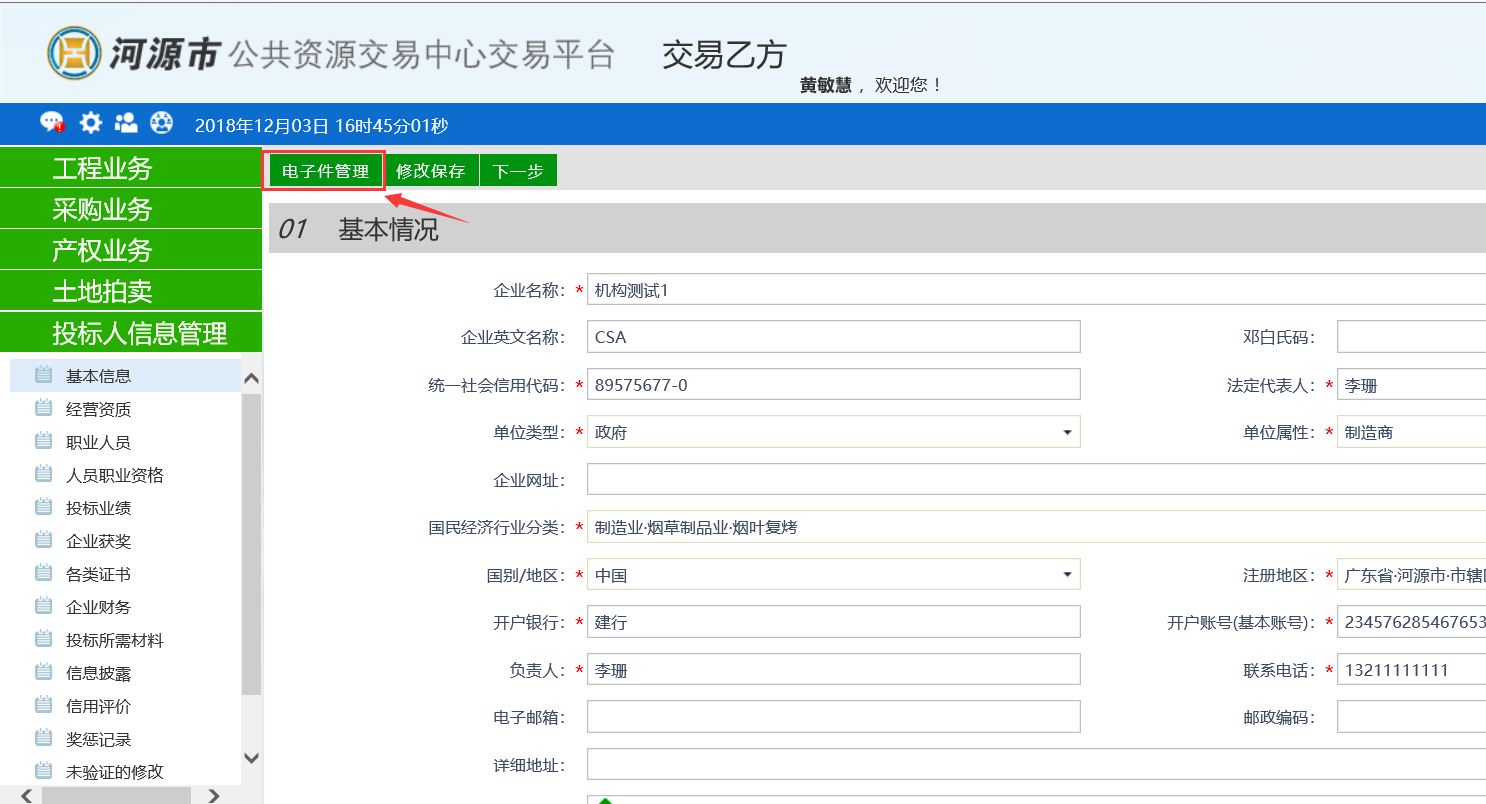 河源市 公共资源交易中心交易平台 交易乙方
黄敏慧，欢迎您！
2018年12月03日 16时45分01秒
工程业务
采购业务
产权业务
土地拍卖
投标人信息管理
基本信息
经营资质
职业人员
人员职业资格
投标业绩
企业获奖
各类证书
企业财务
投标所需材料
信息披露
信用评价
奖惩记录
未验证的修改
电子件管理 修改保存 下一步
01 基本情况
企业名称：* 机构测试1
企业英文名称： CSA 邓白氏码：
统一社会信用代码：* 89575677-0 法定代表人：* 李珊
单位类型：* 政府 单位属性：* 制造商
企业网址：
国民经济行业分类：* 制造业·烟草制品业·烟叶复烤
国别/地区：* 中国 注册地区：* 广东省·河源市·市辖
开户银行：* 建行 开户账号(基本账号)：* 234576285467653
负责人：* 李珊 联系电话：* 13211111111
电子邮箱： 邮政编码：
详细地址：